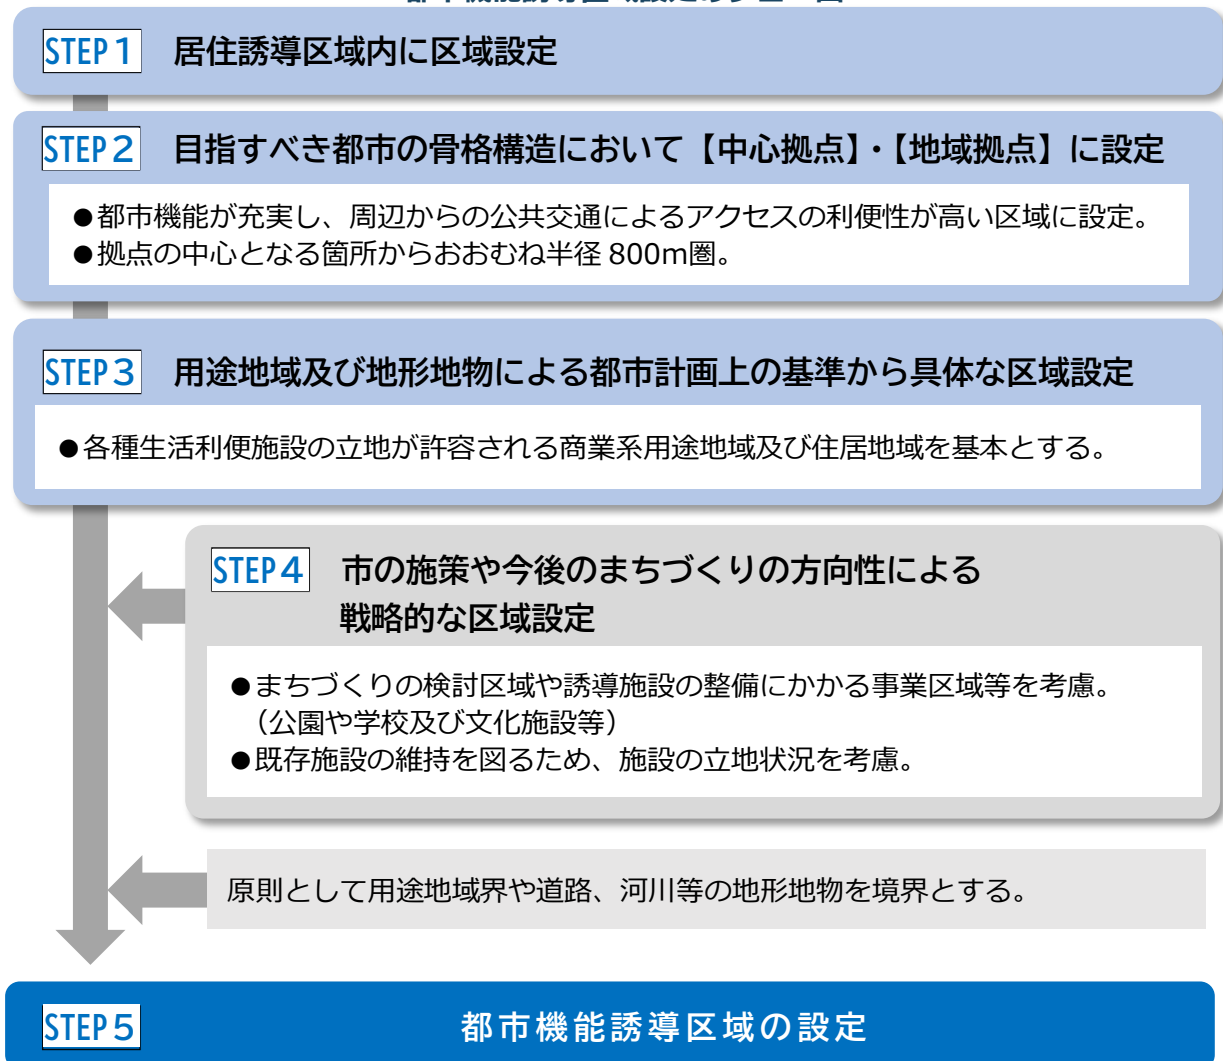 STEP 1 居住誘導区域内に区域設定
STEP 2 目指すべき都市の骨格構造において【中心拠点】・【地域拠点】に設定
●都市機能が充実し、周辺からの公共交通によるアクセスの利便性が高い区域に設定。
●拠点の中心となる箇所からおおむね半径 800m圏。
STEP 3 用途地域及び地形地物による都市計画上の基準から具体な区域設定
●各種生活利便施設の立地が許容される商業系用途地域及び住居地域を基本とする。
STEP 4 市の施策や今後のまちづくりの方向性による
戦略的な区域設定
●まちづくりの検討区域や誘導施設の整備にかかる事業区域等を考慮。
（公園や学校及び文化施設等）
●既存施設の維持を図るため、施設の立地状況を考慮。
原則として用途地域界や道路、河川等の地形地物を境界とする。
STEP 5 都市機能誘導区域の設定